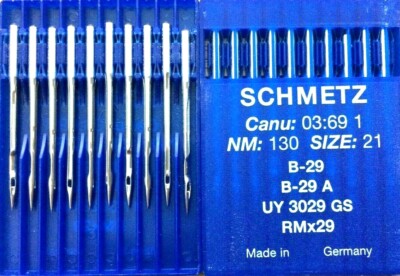 SCHMETZ
Canu: 03:69 1
NM: 130 SIZE: 21
B-29
B-29 A
UY 3029 GS
RMx29
Made in Germany